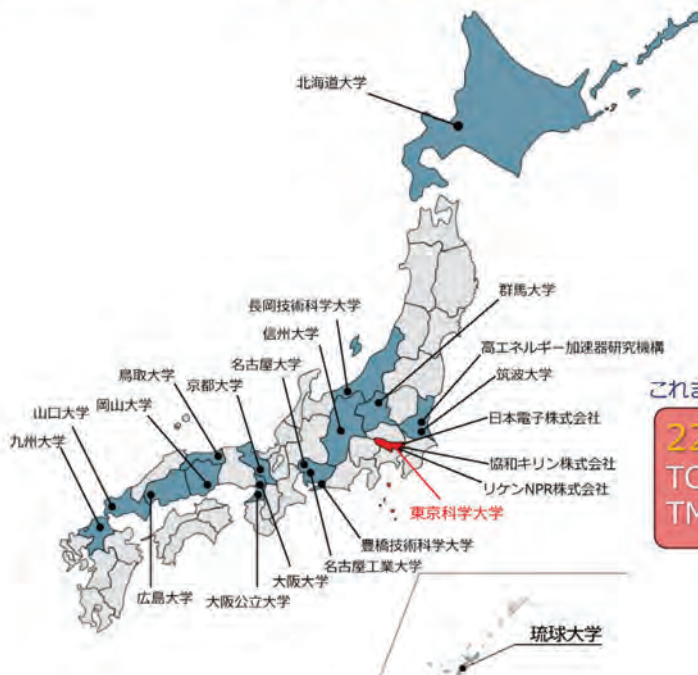 北海道大学
群馬大学
長岡技術科学大学
信州大学
高エネルギー加速器研究機構
名古屋大学
筑波大学
鳥取大学
京都大学
これま
山口大学
岡山大学
日本電子株式会社
22
九州大学
協和キリン株式会社
TC
リケンNPR株式会社
東京科学大学
TM
豊橋技術科学大学
名古屋工業大学
大阪大学
広島大学
大阪公立大学
琉球大学